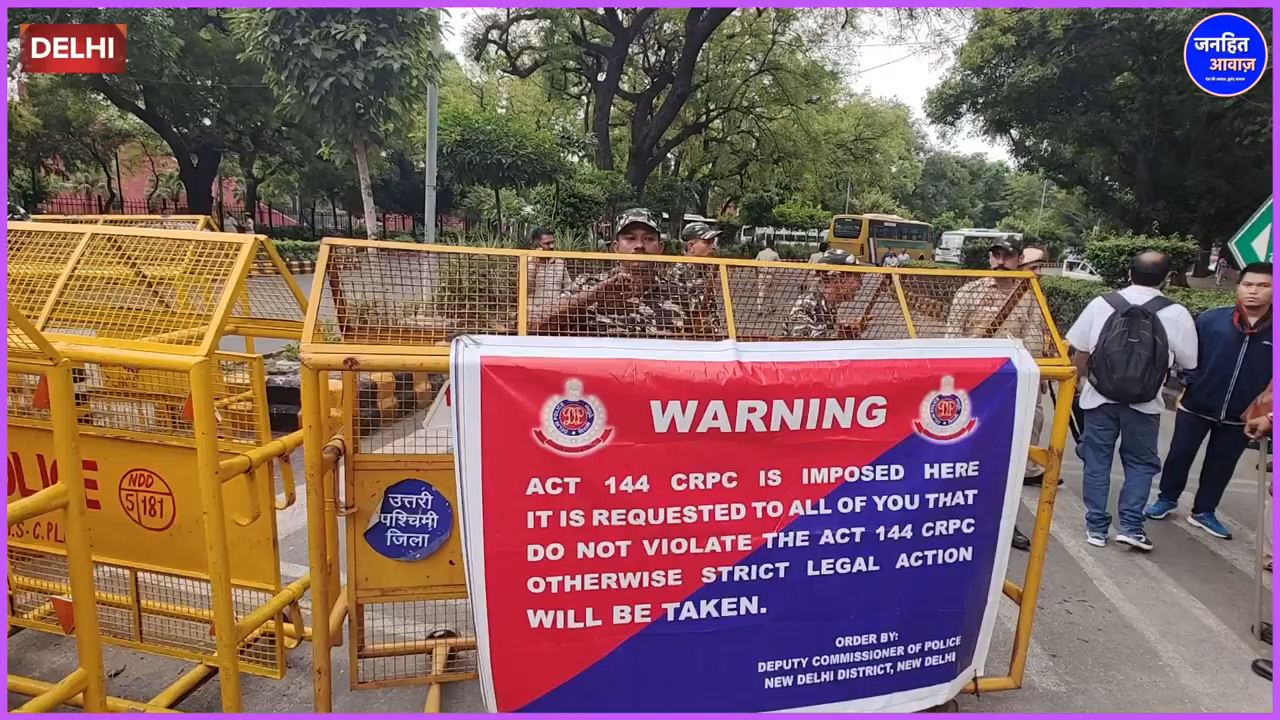 DELHI
जनहित
आवाज़
WARNING
ACT 144 CRPC IS IMPOSED HERE
IT IS REQUESTED TO ALL OF YOU THAT
DO NOT VIOLATE THE ACT 144 CRPC
OTHERWISE STRICT LEGAL ACTION
WILL BE TAKEN.
ORDER BY:
DEPUTY COMMISSIONER OF POLICE
NEW DELHI DISTRICT, NEW DELHI
उत्तरी
पश्चिमी
जिला
NDD
5 181